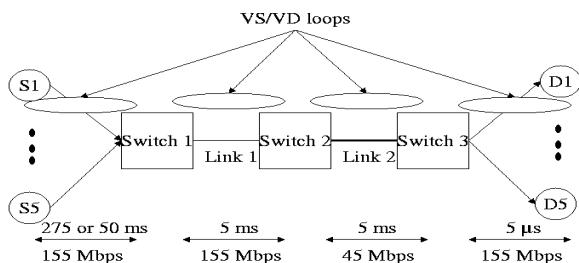 VS/VD loops
S1
D1
Switch 1
Switch 2
Switch 3
Link 1
Link 2
S5
D5
275 or 50 ms
5 ms
5 ms
5 μs
155 Mbps
155 Mbps
45 Mbps
155 Mbps